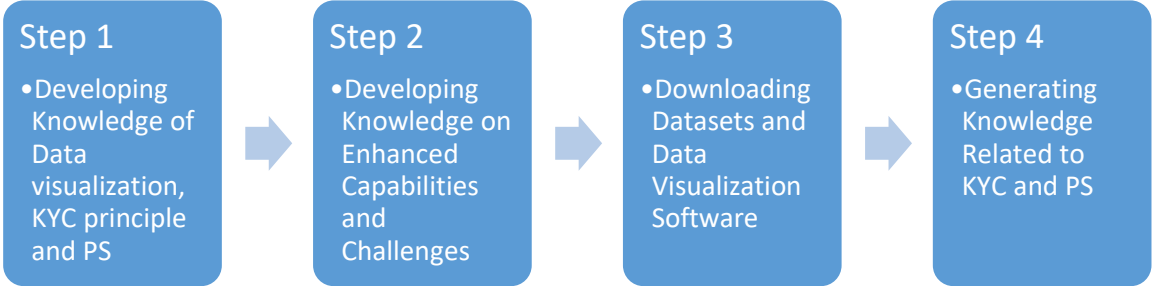 Step 1
•Developing
Knowledge of
Data
visualization,
KYC principle
and PS
Step 2
•Developing
Knowledge on
Enhanced
Capabilities
and
Challenges
Step 3
•Downloading
Datasets and
Data
Visualization
Software
Step 4
•Generating
Knowledge
Related to
KYC and PS